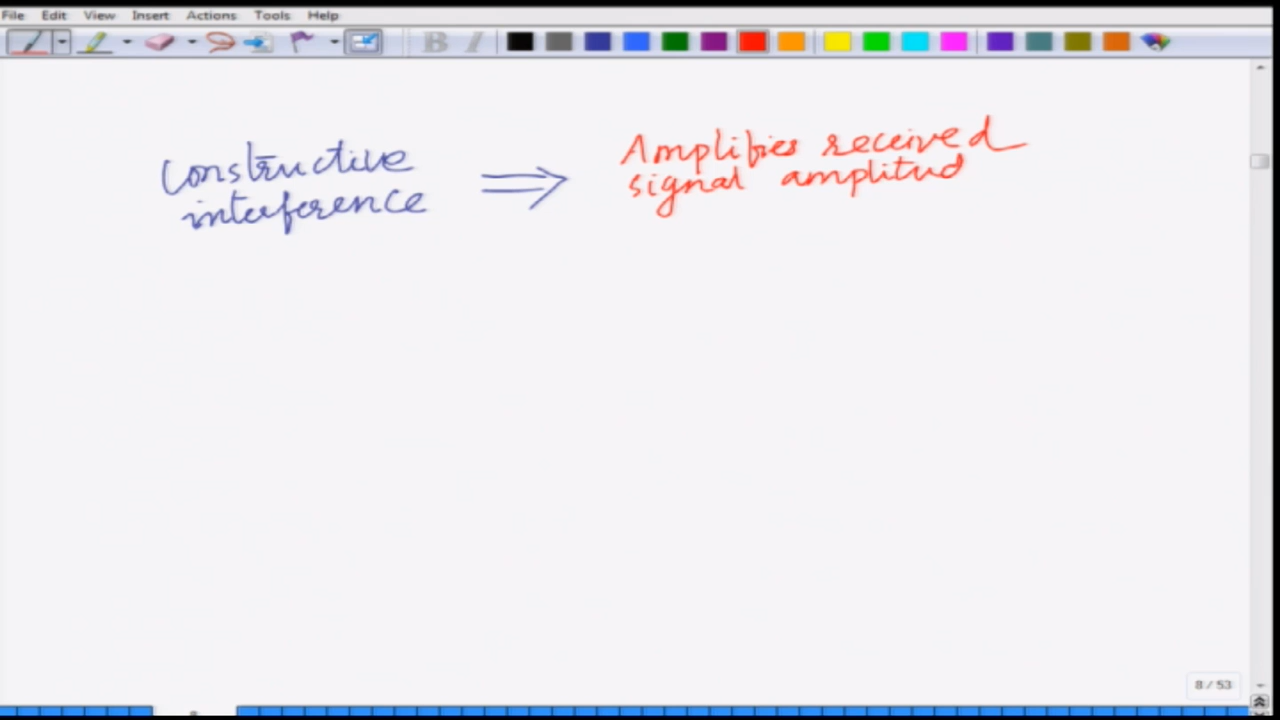 File Edit View Insert Actions Tools Help
B I
Constructive
interference
⇒
Amplifies received
signal amplitud
8/53